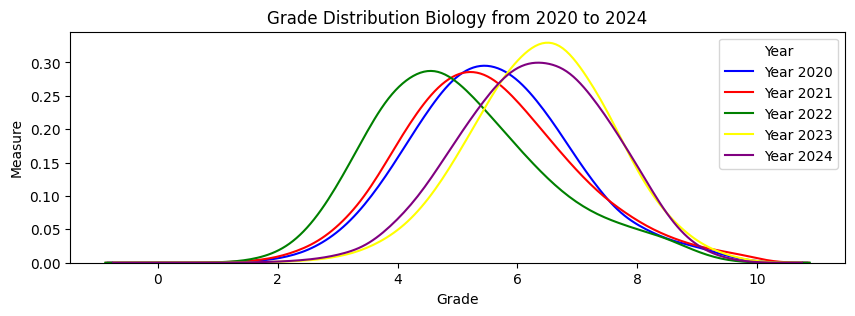 Grade Distribution Biology from 2020 to 2024
Measure
0.30
0.25
0.20
0.15
0.10
0.05
0.00
Year
Year 2020
Year 2021
Year 2022
Year 2023
Year 2024
0 2 4 6 8 10
Grade